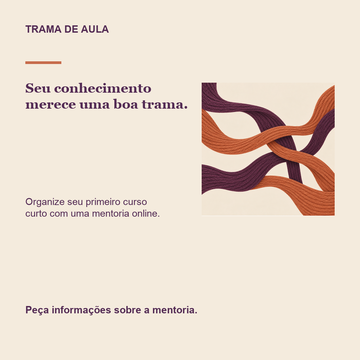 TRAMA DE AULA
Seu conhecimento
merece uma boa trama.
Organize seu primeiro curso
curto com uma mentoria online.
Peça informações sobre a mentoria.